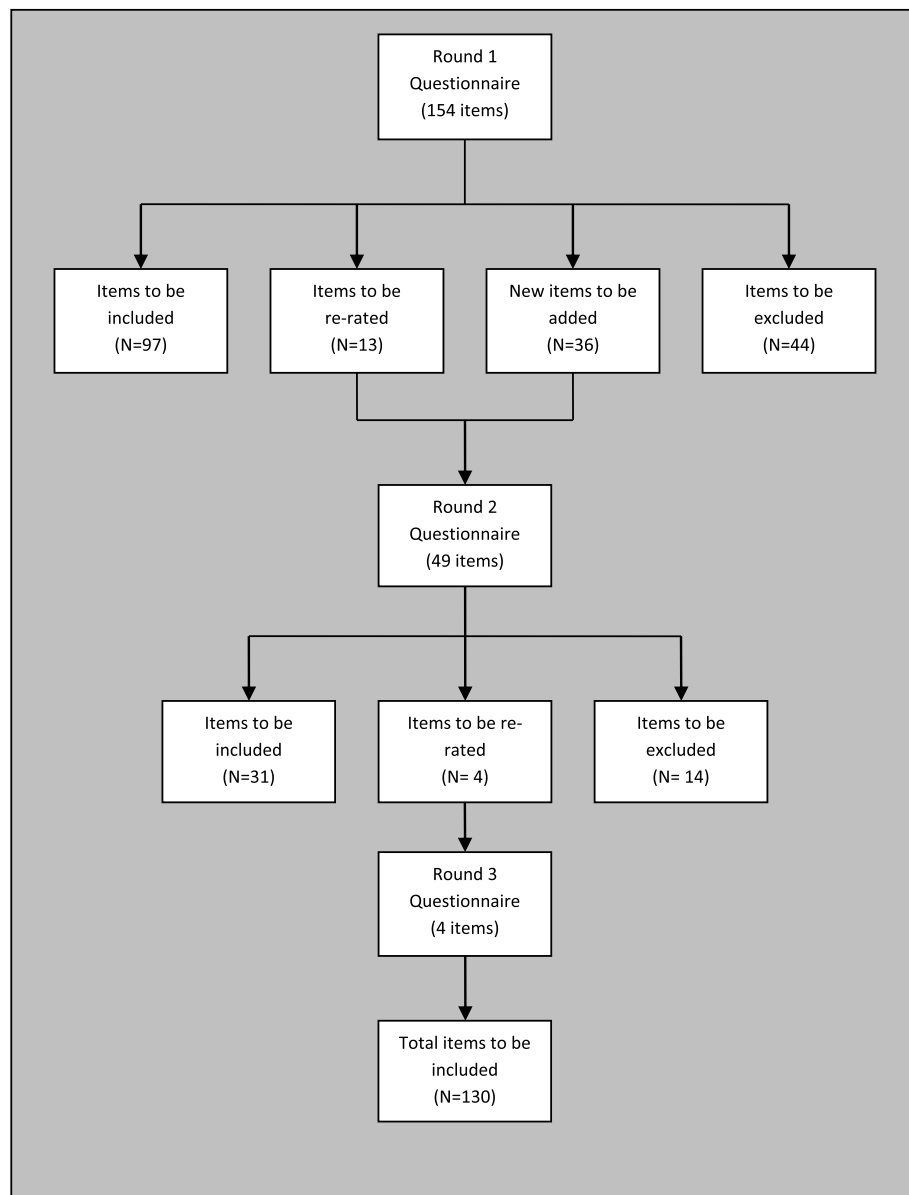 Round 1
Questionnaire
(154 items)
Items to be
included
(N=97)
Items to be
re-rated
(N=13)
New items to be
added
(N=36)
Items to be
excluded
(N=44)
Round 2
Questionnaire
(49 items)
Items to be
included
(N=31)
Items to be re-
rated
(N= 4)
Items to be
excluded
(N= 14)
Round 3
Questionnaire
(4 items)
Total items to be
included
(N=130)